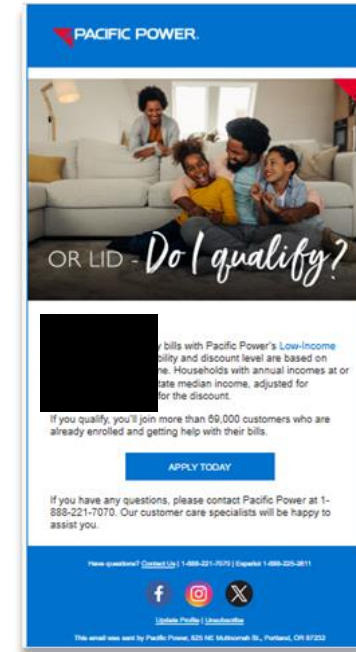 PACIFIC POWER.
OR LID - Do I qualify?
y bills with Pacific Power's Low-Income
bility and discount level are based on
ne. Households with annual incomes at or
tate median income, adjusted for
for the discount.
If you qualify, you'll join more than 69,000 customers who are
already enrolled and getting help with their bills.
APPLY TODAY
If you have any questions, please contact Pacific Power at 1-
888-221-7070. Our customer care specialists will be happy to
assist you.
Have questions? Contact Us | 1-888-221-7070 | Español 1-888-225-2611
Update Profile | Unsubscribe
This email was sent by Pacific Power, 825 NE Multnomah St., Portland, OR 97232